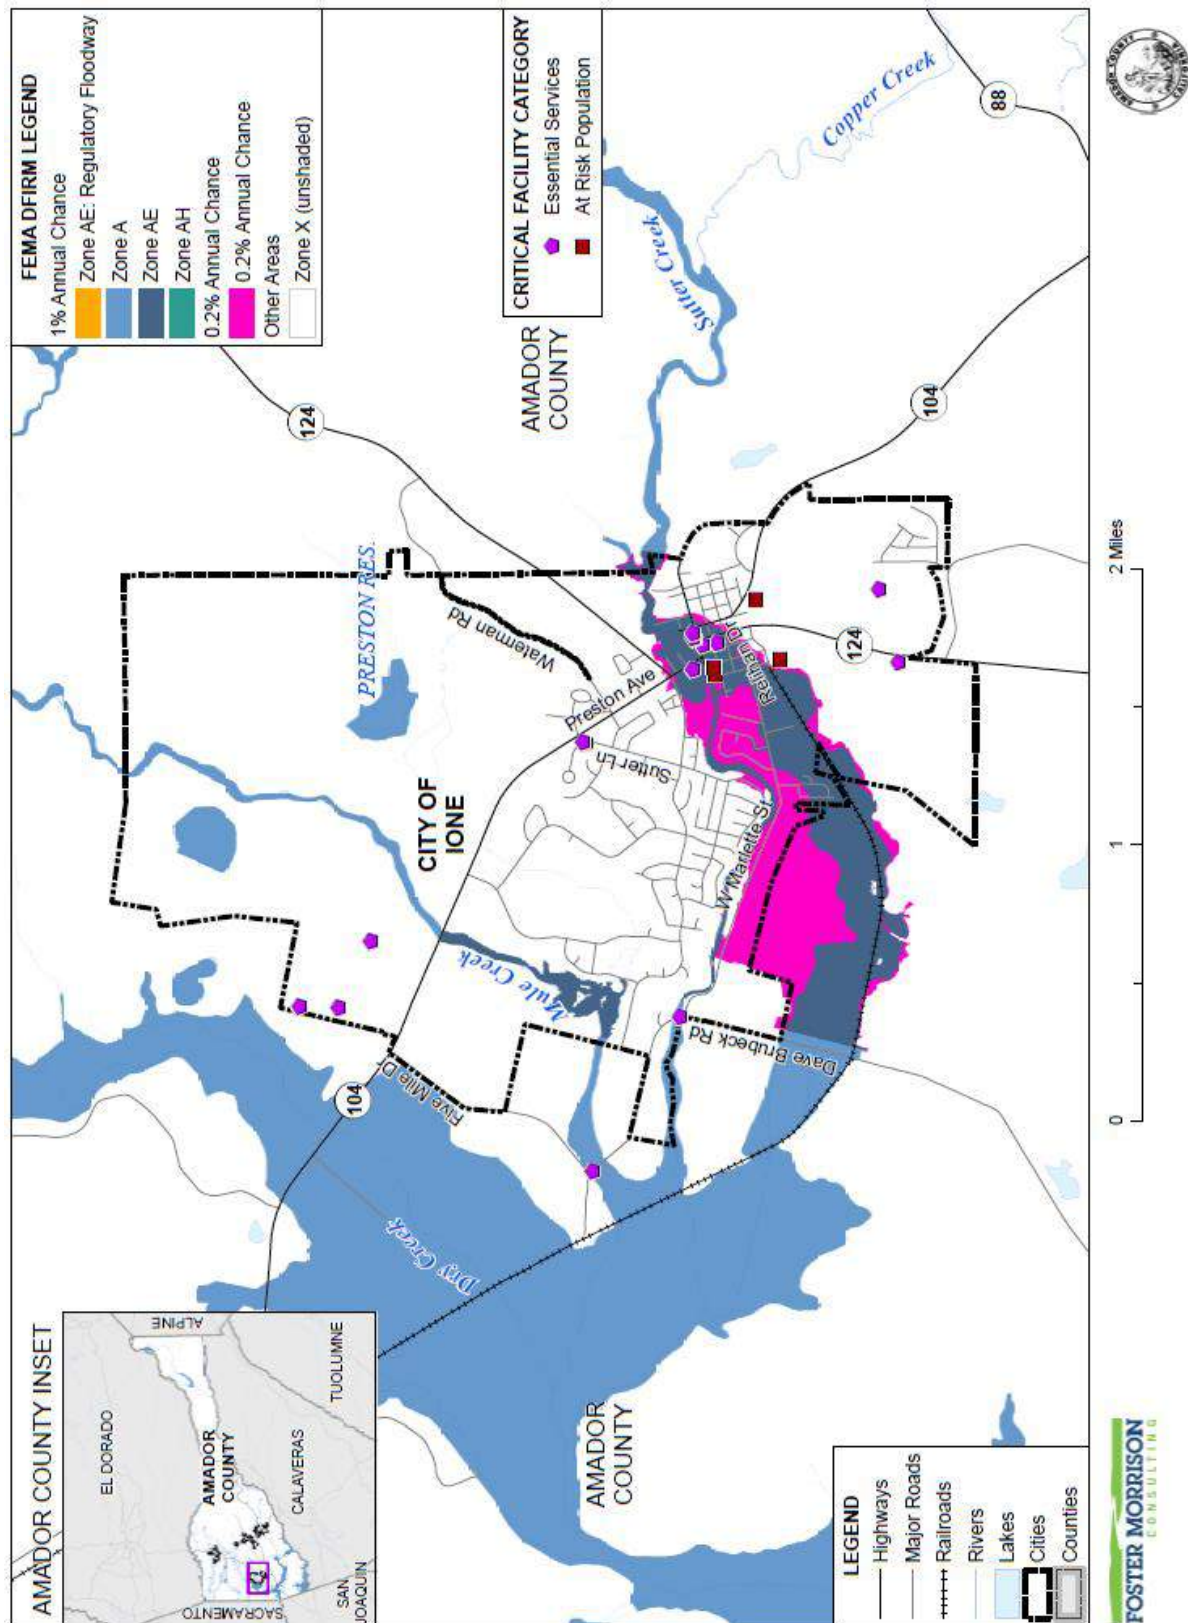 AMADOR COUNTY INSET
EL DORADO
ALPINE
AMADOR
COUNTY
CALAVERAS
TUOLUMNE
SACRAMENTO
SAN
JOAQUIN
FEMA DFIRM LEGEND
1% Annual Chance
Zone AE: Regulatory Floodway
Zone A
Zone AE
Zone AH
0.2% Annual Chance
0.2% Annual Chance
Other Areas
Zone X (unshaded)
CRITICAL FACILITY CATEGORY
Essential Services
At Risk Population
124
PRESTON RES.
Waterman Rd
CITY OF
IONE
Preston Ave
Sutter Ln
Mule Creek
104
Five Mile D
Dry Creek
AMADOR
COUNTY
Sutter Creek
Copper Creek
88
104
W Marlette St
Relihan Dr
124
Dave Brubeck Rd
AMADOR
COUNTY
LEGEND
Highways
Major Roads
Railroads
Rivers
Lakes
Cities
Counties
0
1
2 Miles
FOSTER MORRISON
CONSULTING
AMADOR COUNTY
CALIFORNIA